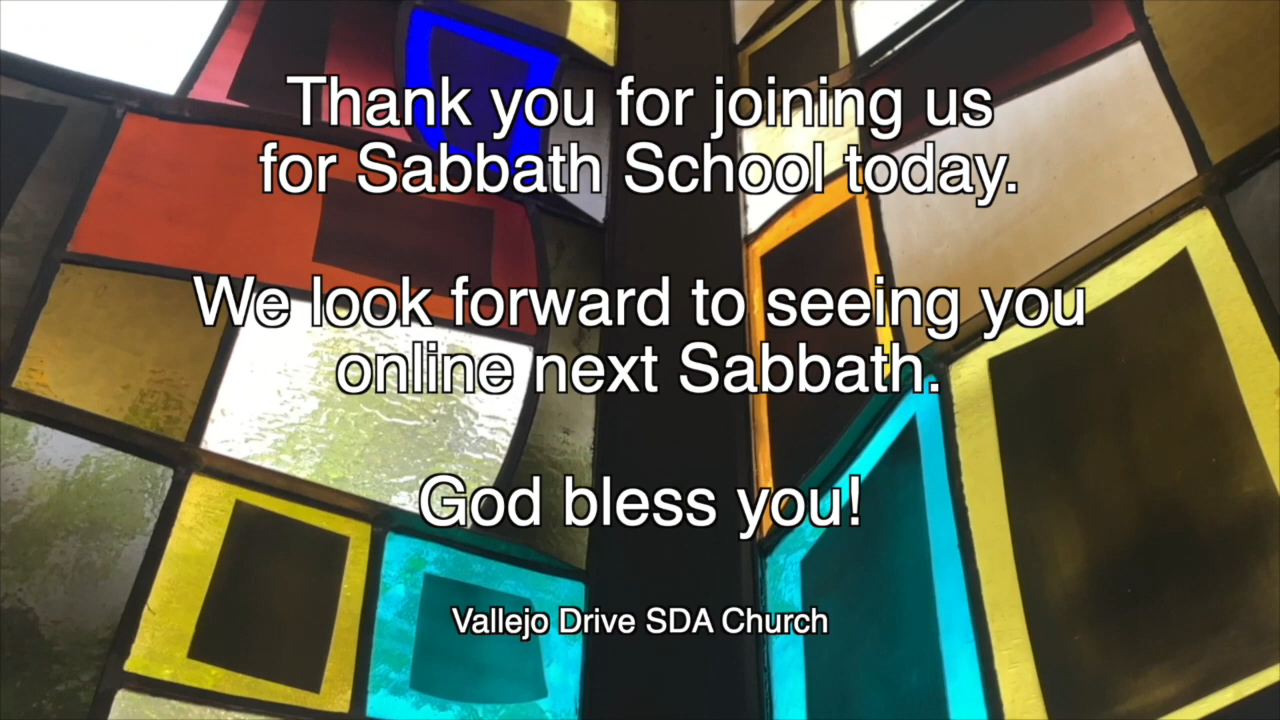 Thank you for joining us
for Sabbath School today.
We look forward to seeing you
online next Sabbath.
God bless you!
Vallejo Drive SDA Church